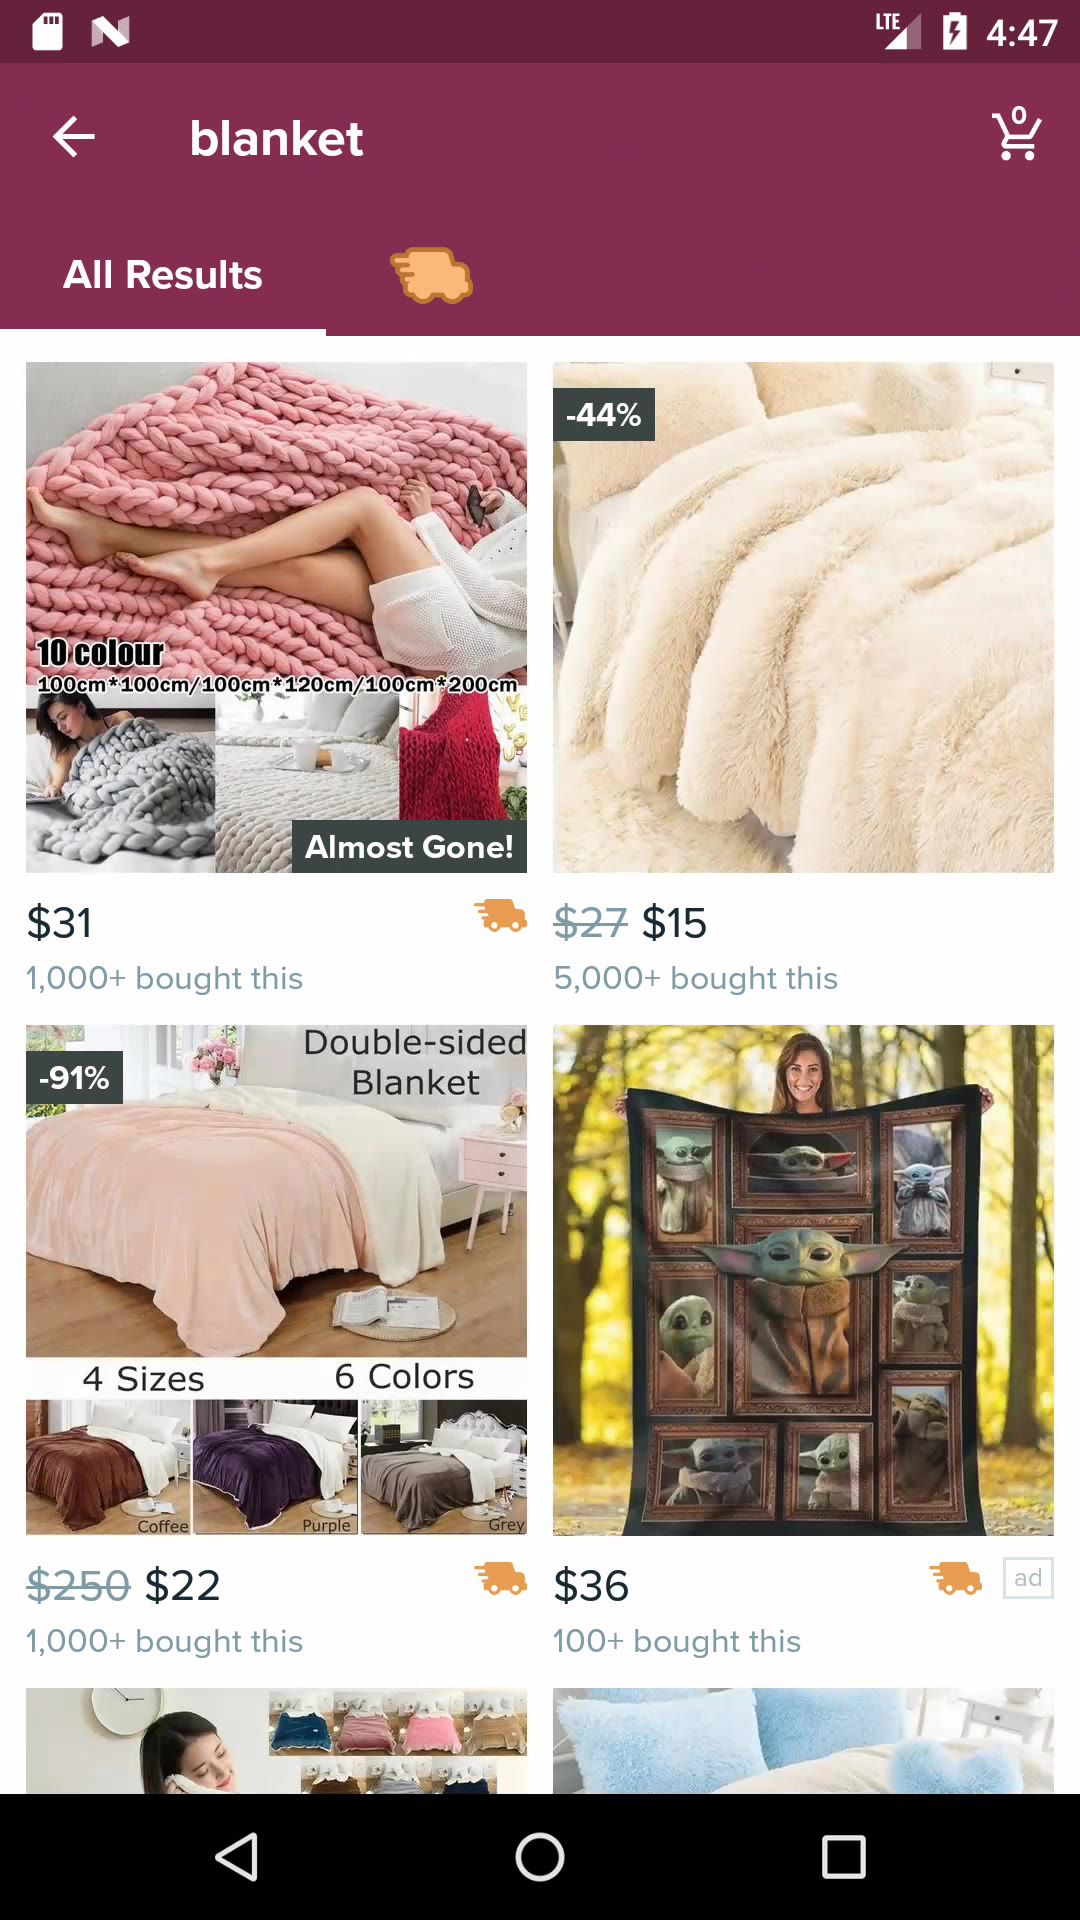 LTE 4:47
blanket
0
All Results
-44%
10 colour
100cm*100cm/100cm*120cm/100cm*200cm
Almost Gone!
$31
1,000+ bought this
$27 $15
5,000+ bought this
-91%
Double-sided
Blanket
4 Sizes 6 Colors
Coffee Purple Grey
$250 $22
1,000+ bought this
$36 ad
100+ bought this